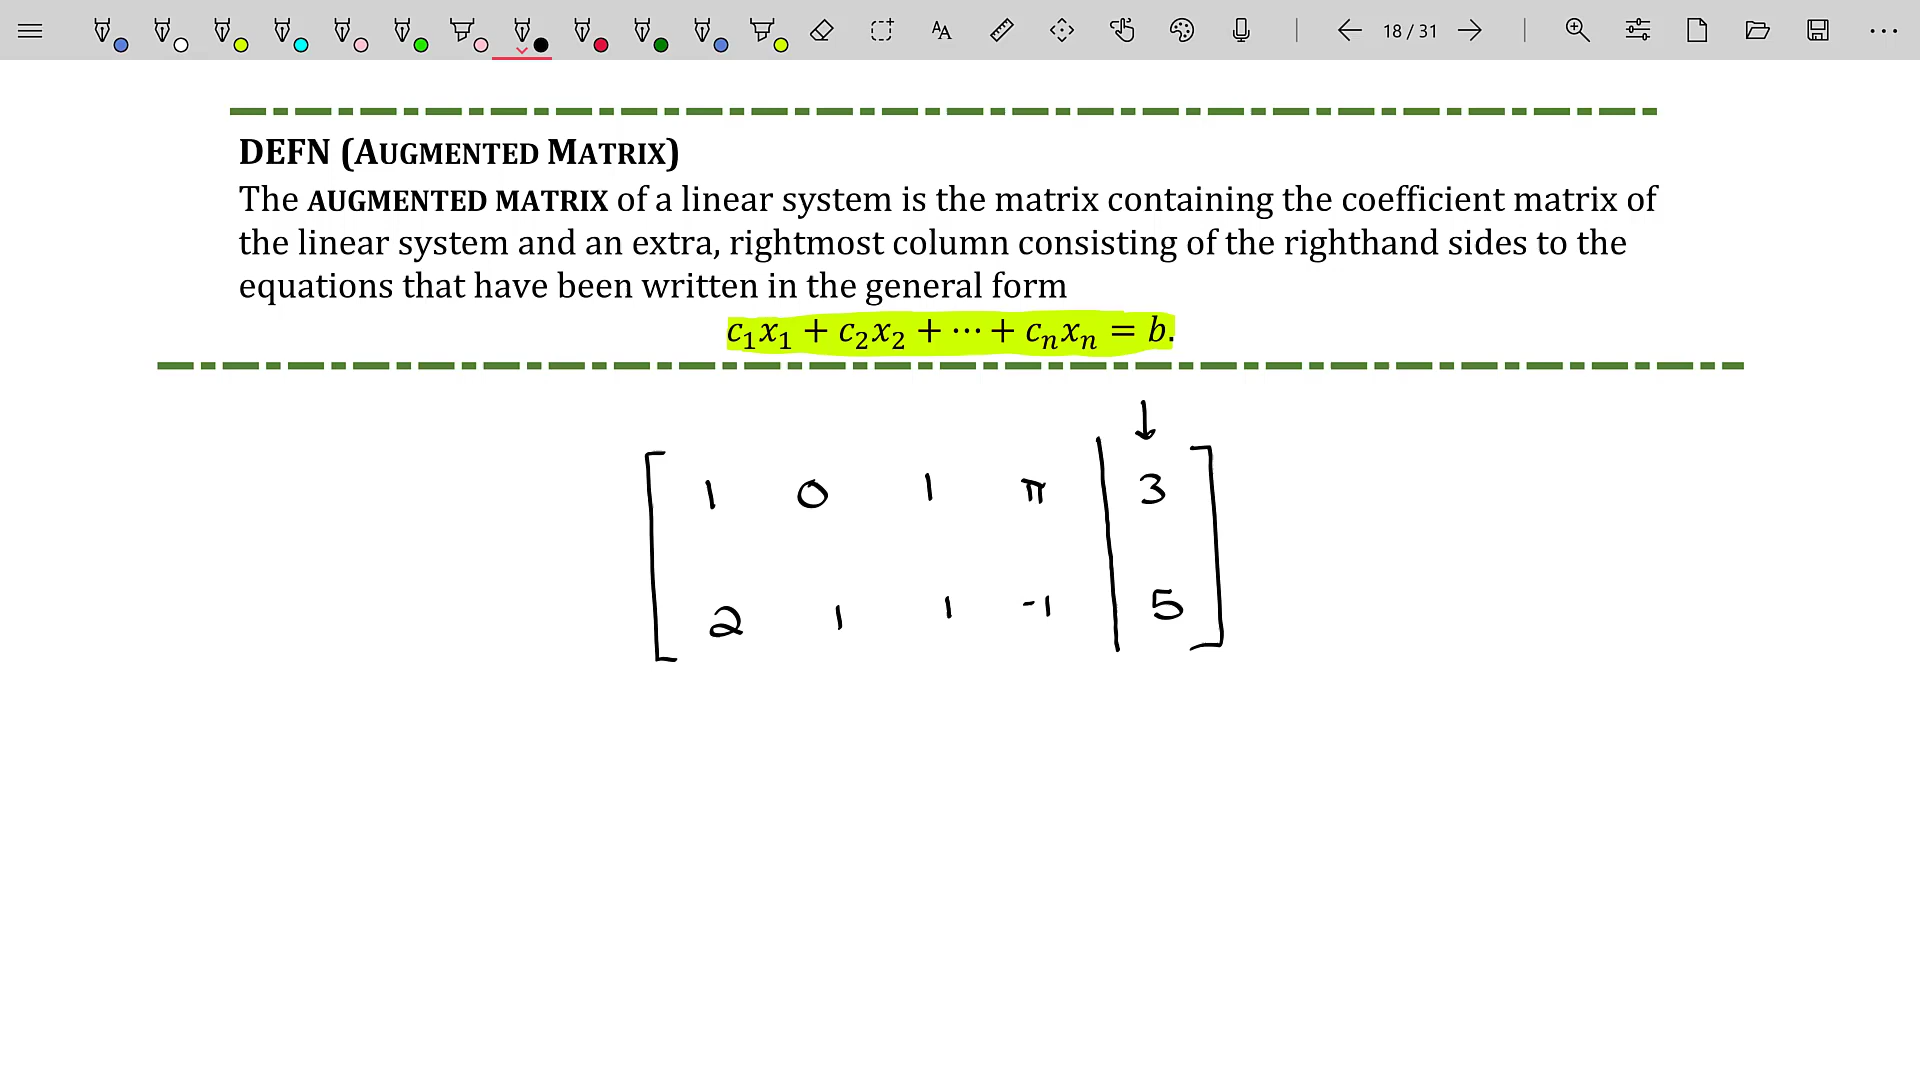 18 / 31
DEFN (AUGMENTED MATRIX)
The AUGMENTED MATRIX of a linear system is the matrix containing the coefficient matrix of
the linear system and an extra, rightmost column consisting of the righthand sides to the
equations that have been written in the general form
c₁x₁ + c₂x₂ + ⋯ + cₙxₙ = b.
↓
[ 1 0 1 π | 3 ]
[ 2 1 1 -1 | 5 ]